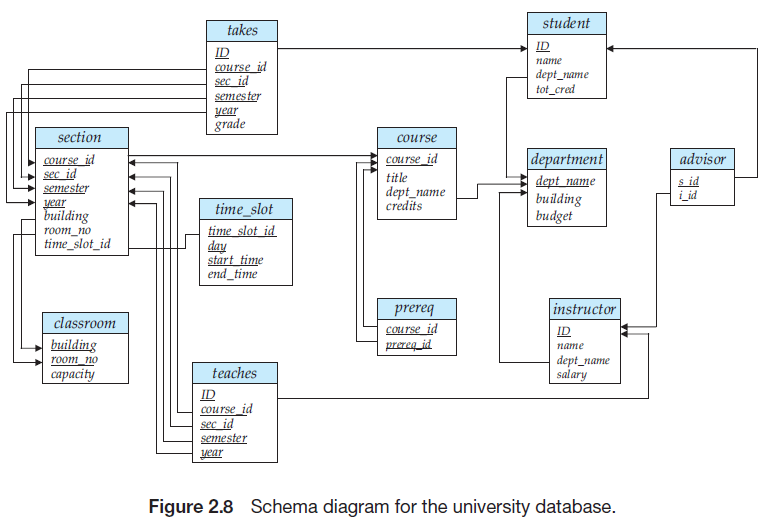 takes
ID
course_id
sec_id
semester
year
grade
student
ID
name
dept_name
tot_cred
section
course_id
sec_id
semester
year
building
room_no
time_slot_id
course
course_id
title
dept_name
credits
department
dept_name
building
budget
advisor
s_id
i_id
time_slot
time_slot_id
day
start_time
end_time
prereq
course_id
prereq_id
instructor
ID
name
dept_name
salary
classroom
building
room_no
capacity
teaches
ID
course_id
sec_id
semester
year
Figure 2.8 Schema diagram for the university database.